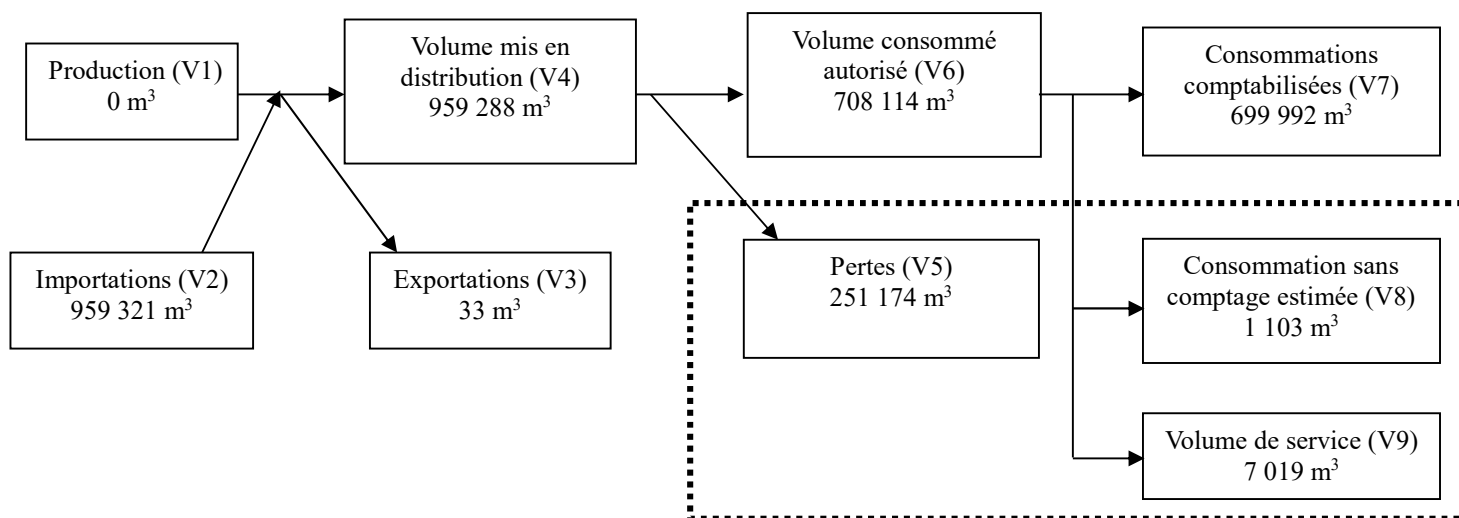 Production (V1)
0 m³
Volume mis en
distribution (V4)
959 288 m³
Volume consommé
autorisé (V6)
708 114 m³
Consommations
comptabilisées (V7)
699 992 m³
Importations (V2)
959 321 m³
Exportations (V3)
33 m³
Pertes (V5)
251 174 m³
Consommation sans
comptage estimée (V8)
1 103 m³
Volume de service (V9)
7 019 m³